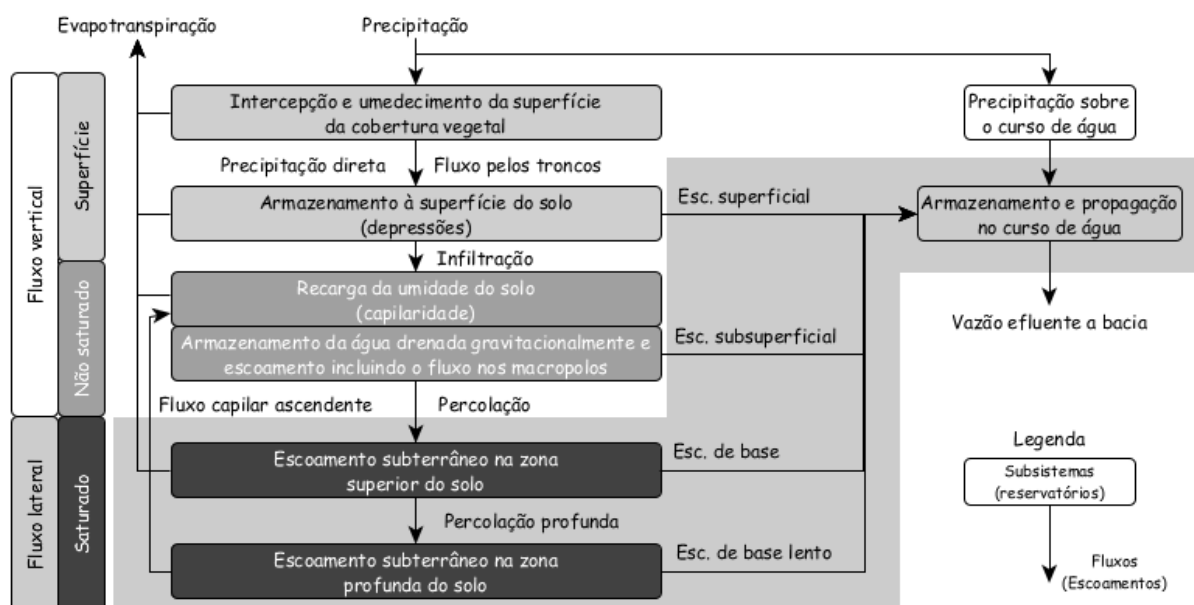 Evapotranspiração
Precipitação
Fluxo vertical
Superfície
Intercepção e umedecimento da superfície
da cobertura vegetal
Precipitação sobre
o curso de água
Precipitação direta
Fluxo pelos troncos
Armazenamento à superfície do solo
(depressões)
Esc. superficial
Armazenamento e propagação
no curso de água
Infiltração
Não saturado
Recarga da umidade do solo
(capilaridade)
Vazão efluente a bacia
Armazenamento da água drenada gravitacionalmente e
escoamento incluindo o fluxo nos macropolos
Esc. subsuperficial
Fluxo capilar ascendente
Percolação
Fluxo lateral
Saturado
Escoamento subterrâneo na zona
superior do solo
Esc. de base
Percolação profunda
Escoamento subterrâneo na zona
profunda do solo
Esc. de base lento
Legenda
Subsistemas
(reservatórios)
Fluxos
(Escoamentos)